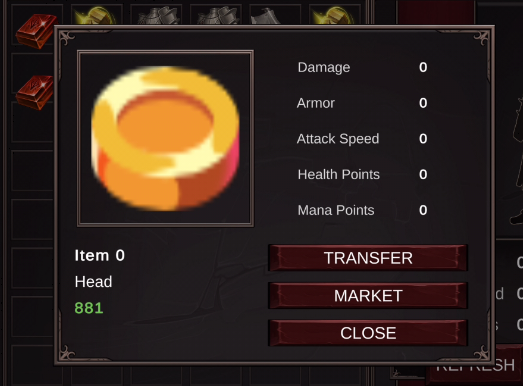 Damage 0
Armor 0
Attack Speed 0
Health Points 0
Mana Points 0
Item 0
Head
881
TRANSFER
MARKET
CLOSE
REFRESH